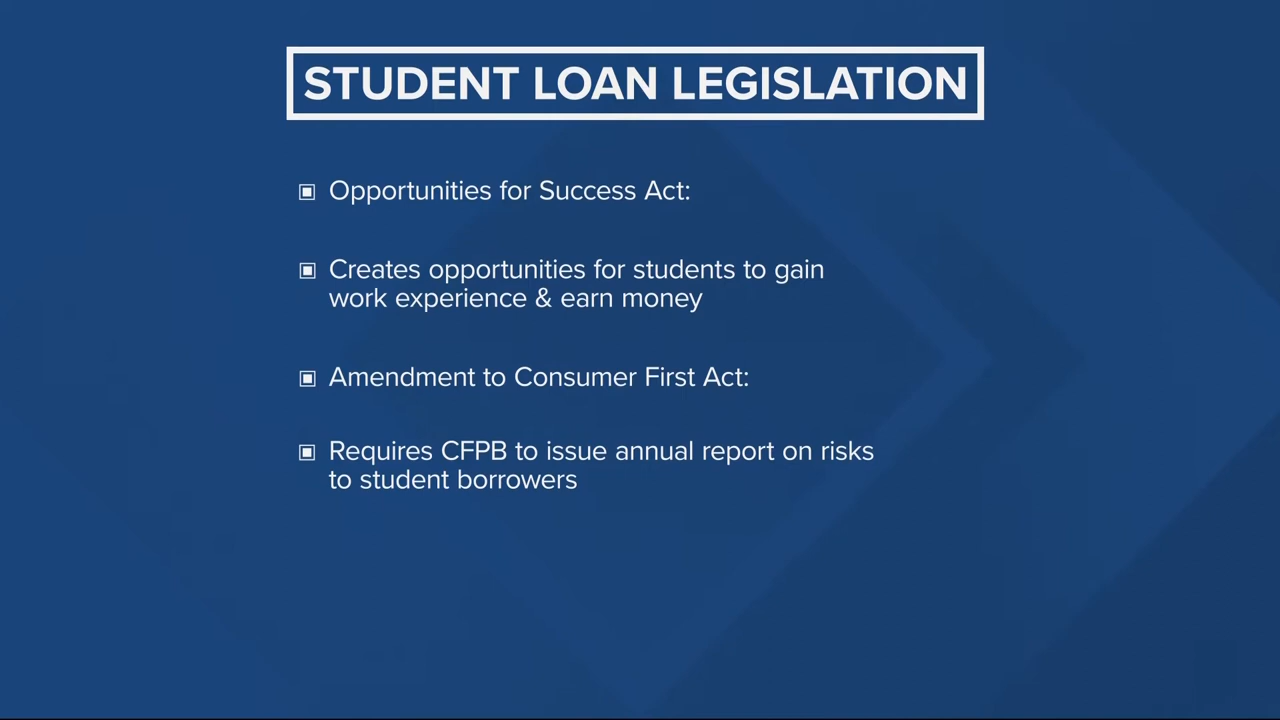 STUDENT LOAN LEGISLATION
▣ Opportunities for Success Act:
▣ Creates opportunities for students to gain
work experience & earn money
▣ Amendment to Consumer First Act:
▣ Requires CFPB to issue annual report on risks
to student borrowers